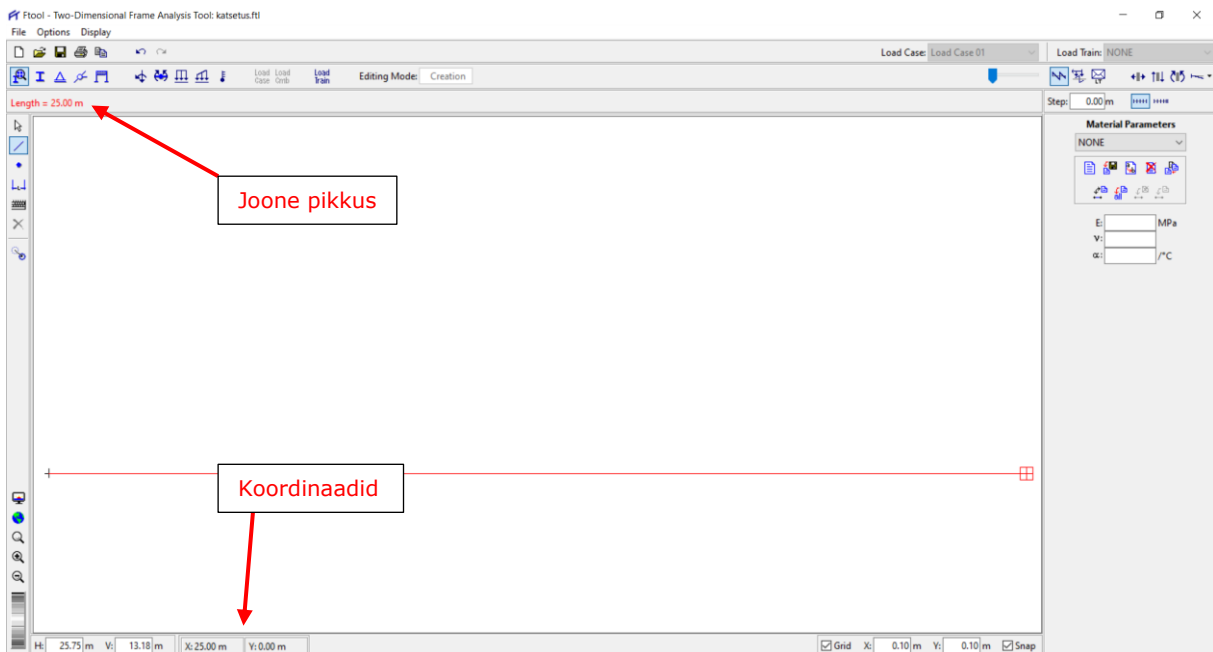 Ftool - Two-Dimensional Frame Analysis Tool: katsetus.ftl
File Options Display
Load Case: Load Case 01
Load Train: NONE
Load Case
Load Cmb
Load Train
Editing Mode: Creation
Length = 25.00 m
Step: 0.00 m
Material Parameters
NONE
Joone pikkus
E: MPa
ν:
α: /°C
Koordinaadid
H: 25.75 m V: 13.18 m X: 25.00 m Y: 0.00 m Grid X: 0.10 m Y: 0.10 m Snap